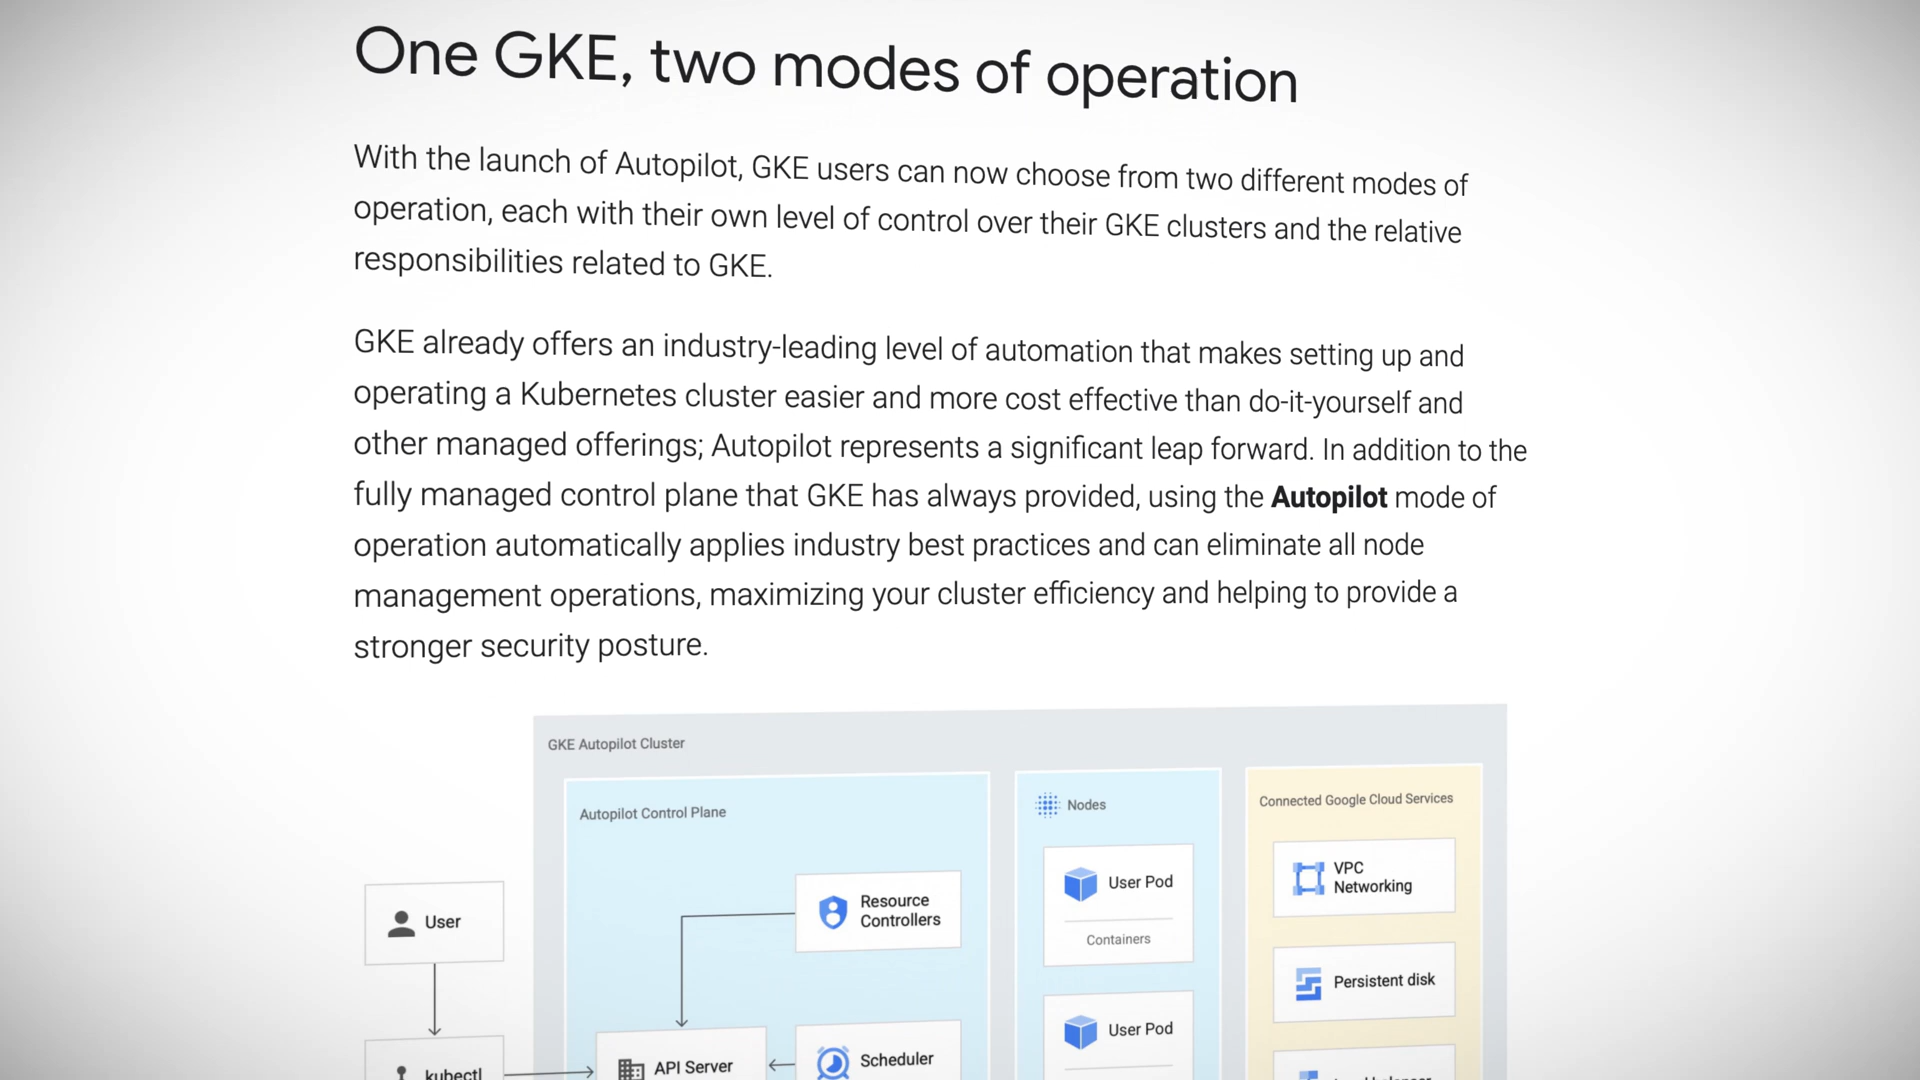 One GKE, two modes of operation
With the launch of Autopilot, GKE users can now choose from two different modes of
operation, each with their own level of control over their GKE clusters and the relative
responsibilities related to GKE.
GKE already offers an industry-leading level of automation that makes setting up and
operating a Kubernetes cluster easier and more cost effective than do-it-yourself and
other managed offerings; Autopilot represents a significant leap forward. In addition to the
fully managed control plane that GKE has always provided, using the Autopilot mode of
operation automatically applies industry best practices and can eliminate all node
management operations, maximizing your cluster efficiency and helping to provide a
stronger security posture.
GKE Autopilot Cluster
Autopilot Control Plane
Nodes
Connected Google Cloud Services
User
Resource
Controllers
User Pod
Containers
VPC
Networking
Persistent disk
User Pod
kubectl
API Server
Scheduler